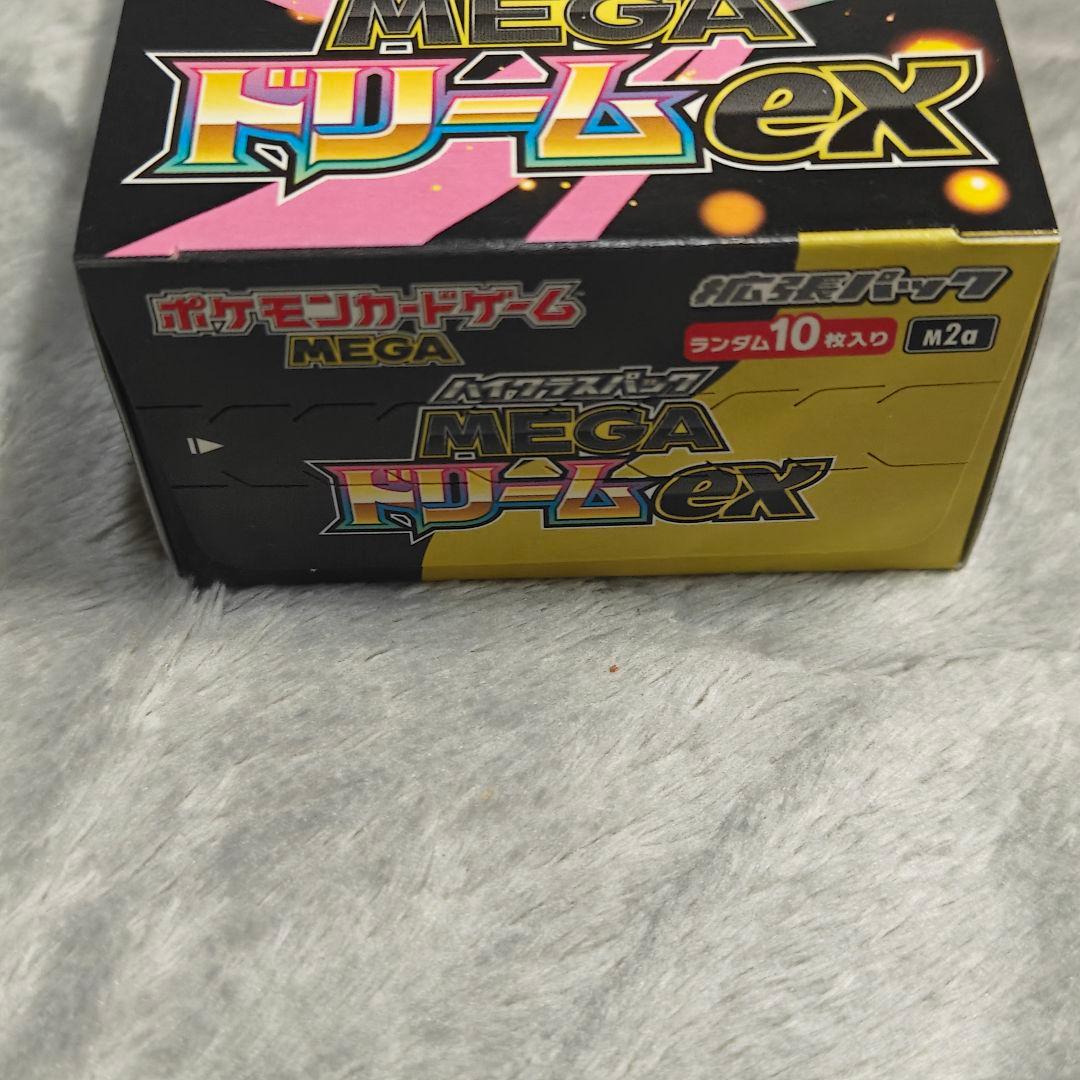 MEGA
ドリームex
ポケモンカードゲーム
MEGA
拡張パック
ランダム10枚入り M2a
ハイクラスパック
MEGA
ドリームex